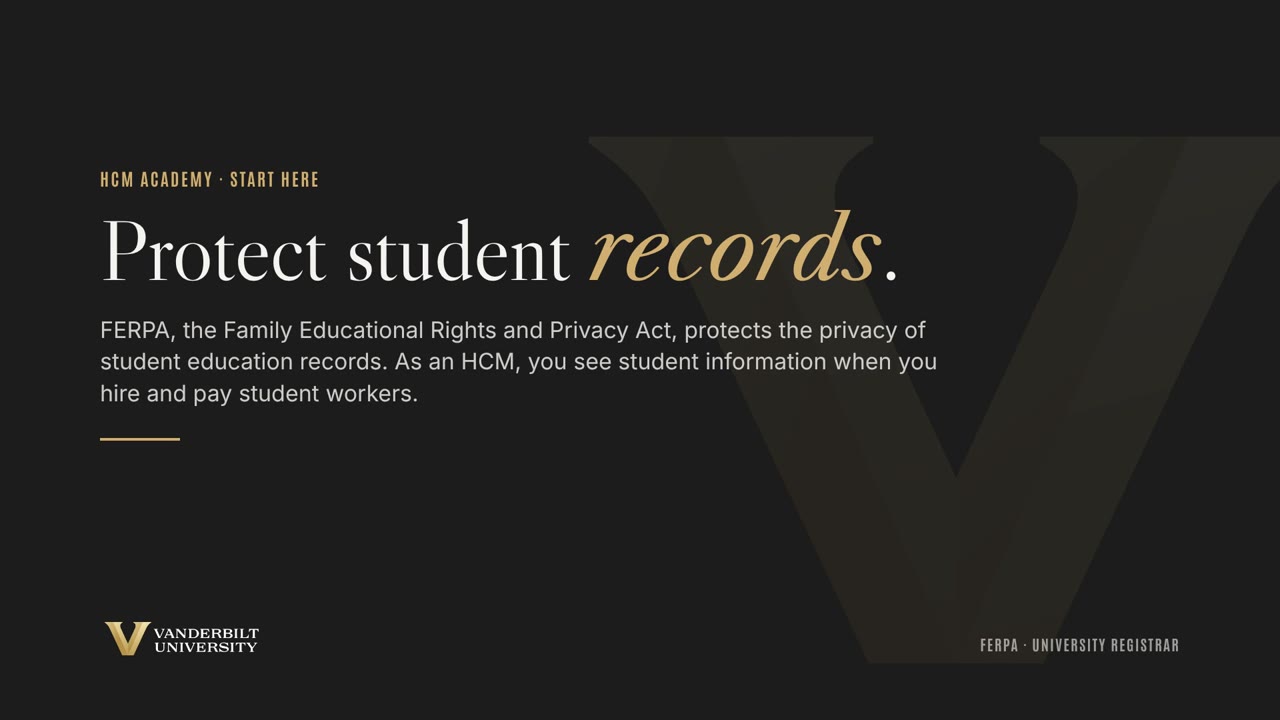 HCM ACADEMY · START HERE
Protect student records.
FERPA, the Family Educational Rights and Privacy Act, protects the privacy of
student education records. As an HCM, you see student information when you
hire and pay student workers.
VANDERBILT
UNIVERSITY
FERPA · UNIVERSITY REGISTRAR